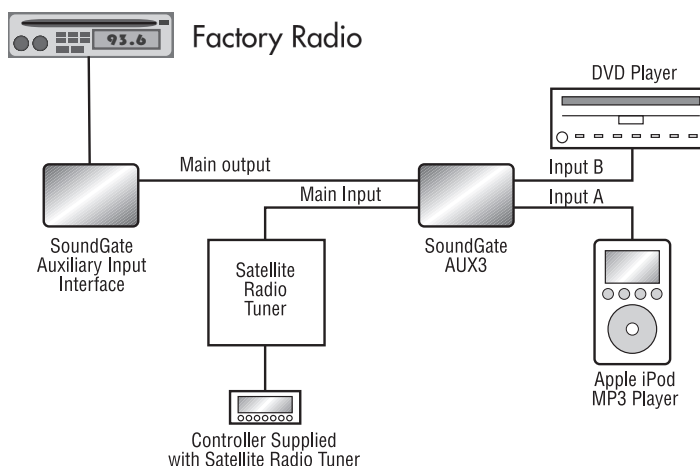 93.6
Factory Radio
DVD Player
Main output
Input B
Main Input
Input A
SoundGate
Auxiliary Input
Interface
SoundGate
AUX3
Satellite
Radio
Tuner
Apple iPod
MP3 Player
Controller Supplied
with Satellite Radio Tuner